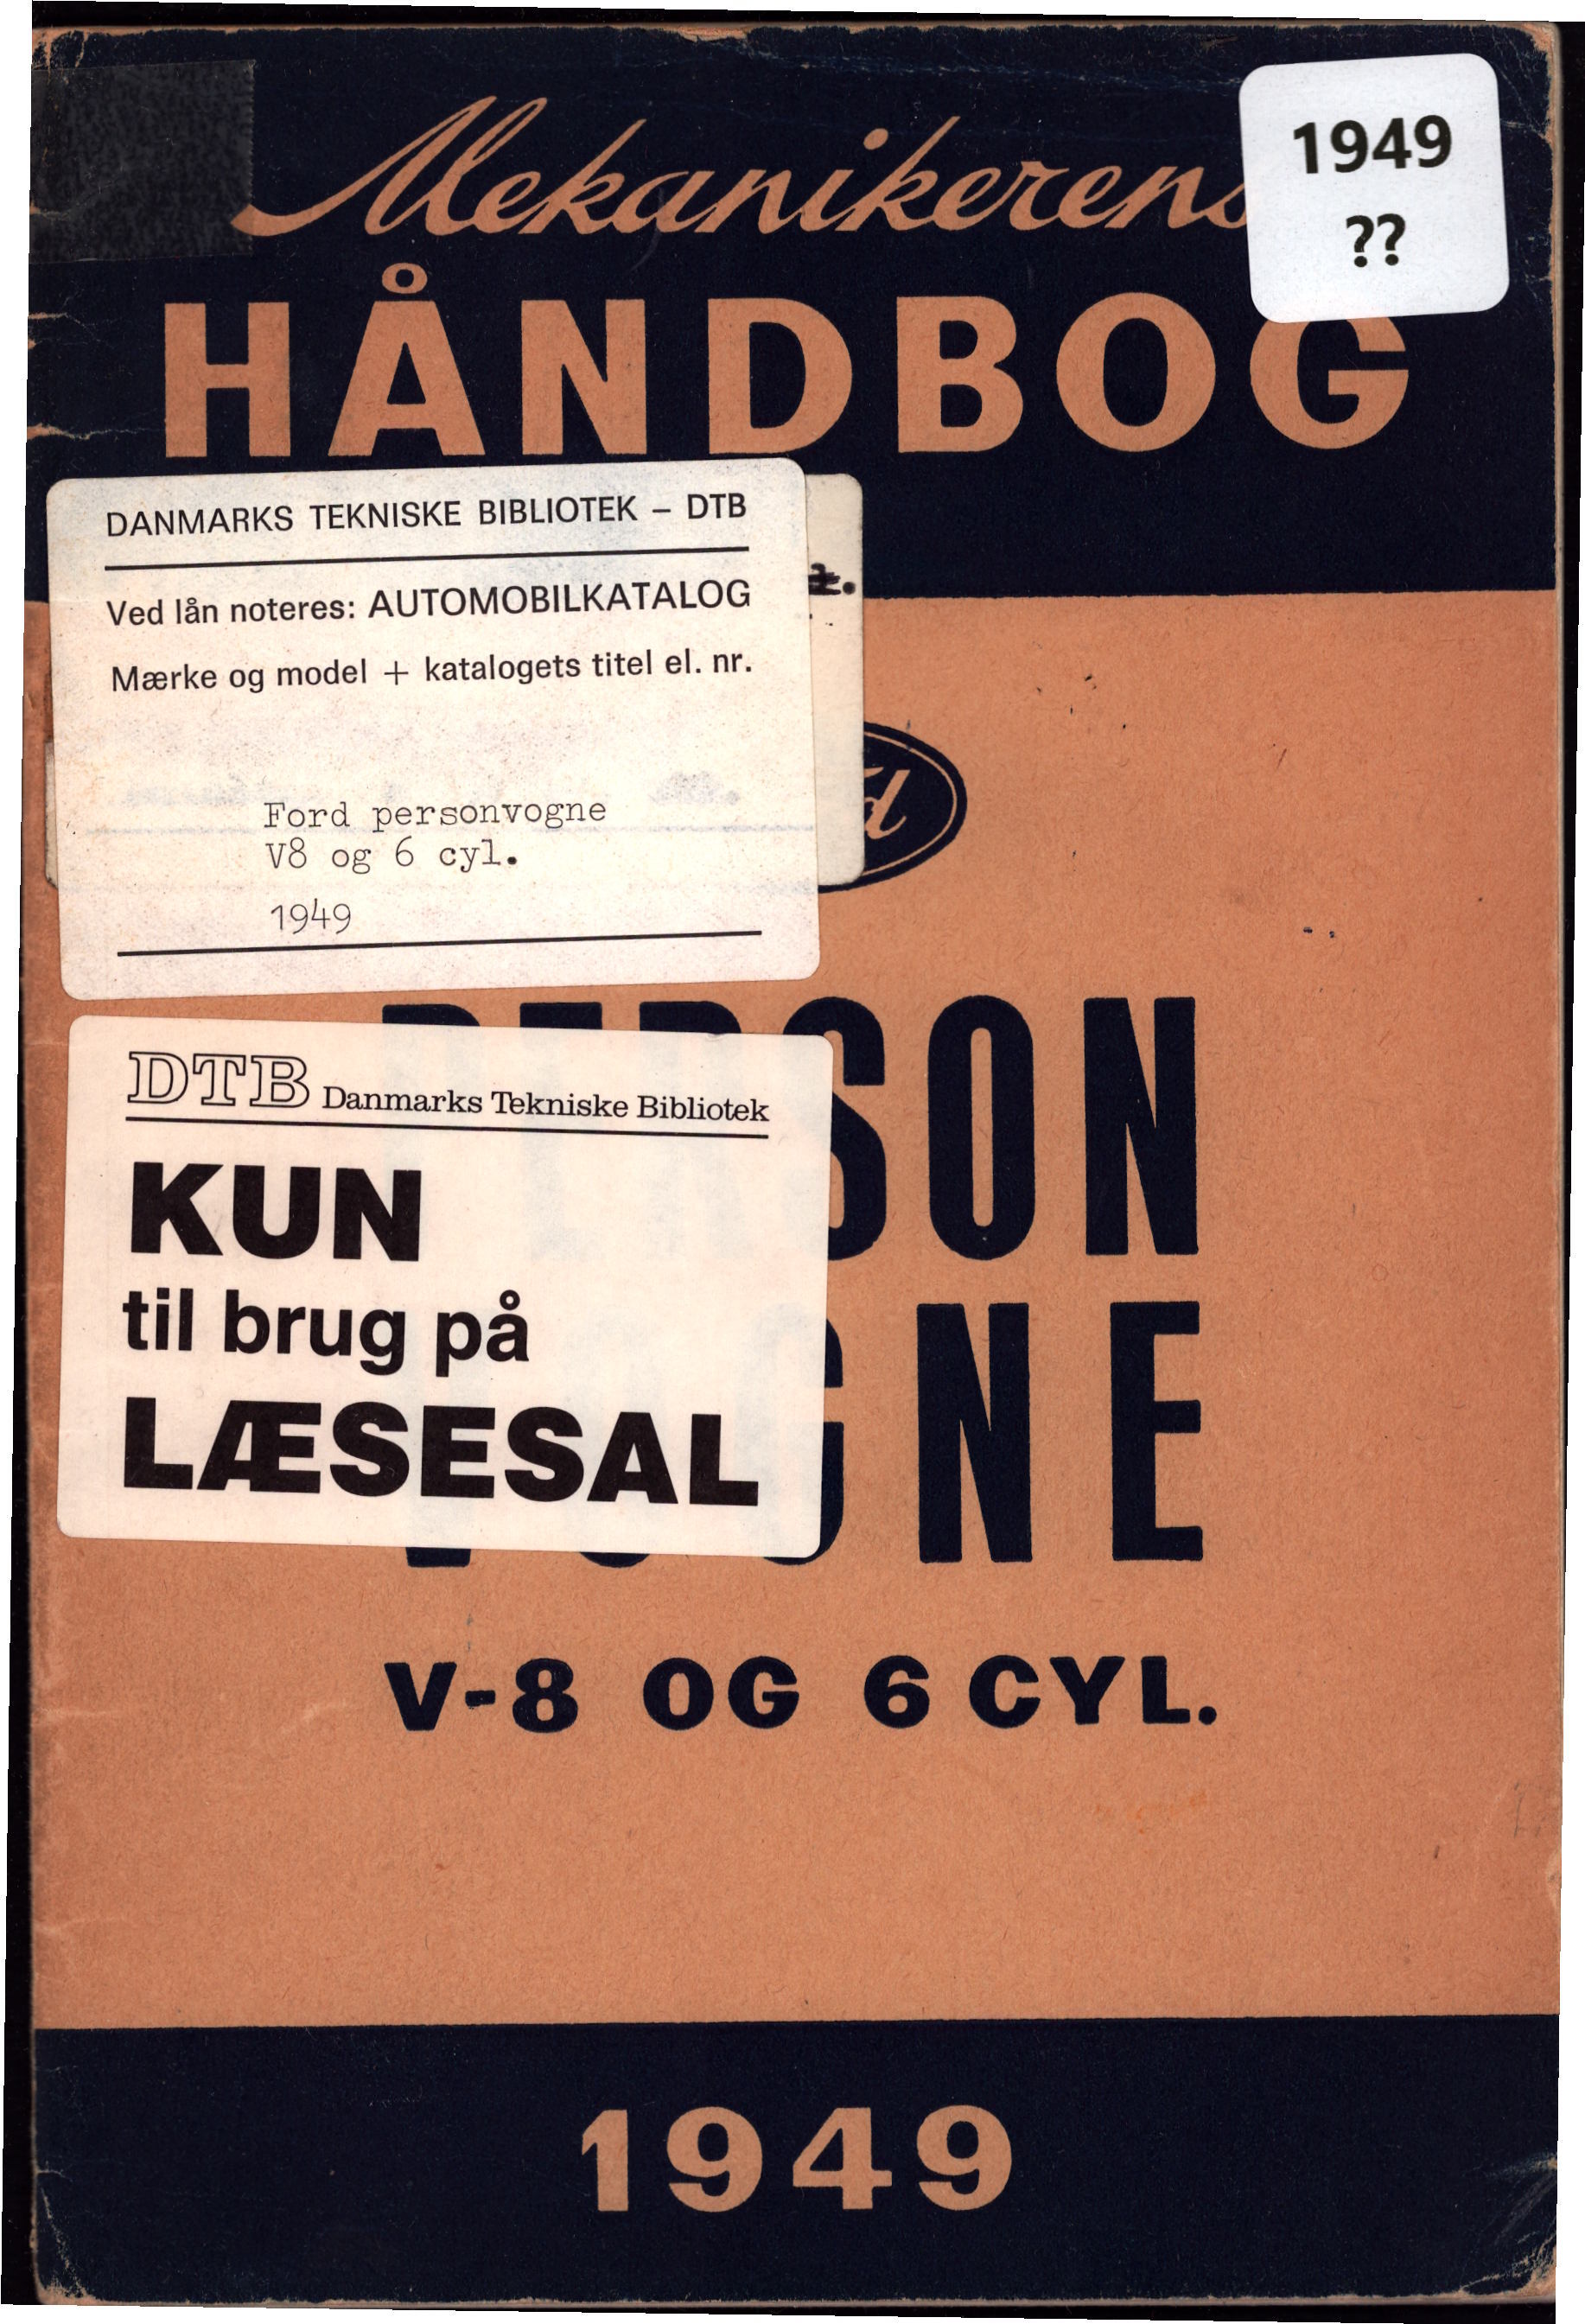 Mekanikerens
1949
??
HÅNDBOG
DANMARKS TEKNISKE BIBLIOTEK – DTB
Ved lån noteres: AUTOMOBILKATALOG
Mærke og model + katalogets titel el. nr.
Ford personvogne
V8 og 6 cyl.
1949
PERSON
DTB Danmarks Tekniske Bibliotek
KUN
til brug på
LÆSESAL
VOGNE
V-8 OG 6 CYL.
1949